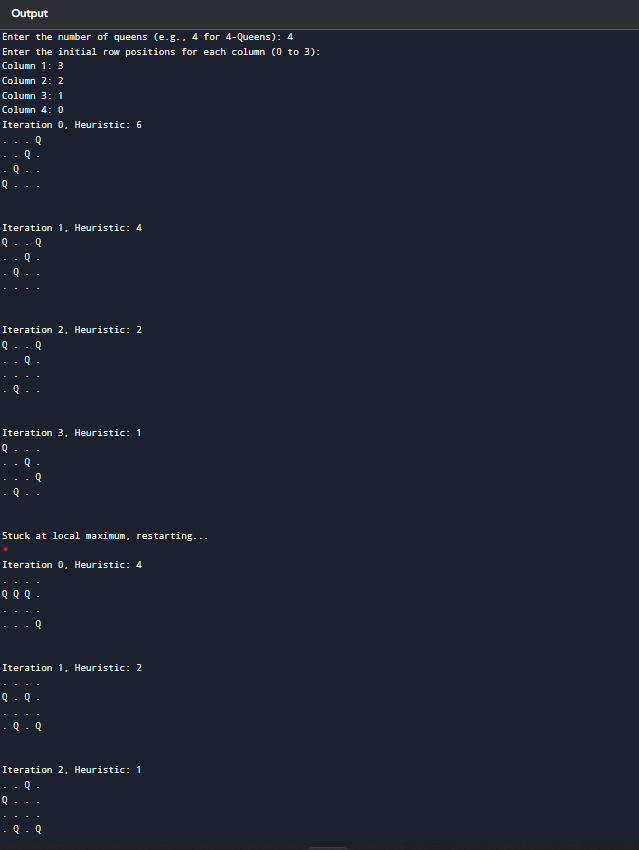 Output
Enter the number of queens (e.g., 4 for 4-Queens): 4
Enter the initial row positions for each column (0 to 3):
Column 1: 3
Column 2: 2
Column 3: 1
Column 4: 0
Iteration 0, Heuristic: 6
. . . Q
. . Q .
. Q . .
Q . . .
Iteration 1, Heuristic: 4
Q . . Q
. . Q .
. Q . .
. . . .
Iteration 2, Heuristic: 2
Q . . Q
. . Q .
. . . .
. Q . .
Iteration 3, Heuristic: 1
Q . . .
. . Q .
. . . Q
. Q . .
Stuck at local maximum, restarting...
*
Iteration 0, Heuristic: 4
. . . .
Q Q Q .
. . . .
. . . Q
Iteration 1, Heuristic: 2
. . . .
Q . Q .
. . . .
. Q . Q
Iteration 2, Heuristic: 1
. . Q .
Q . . .
. . . .
. Q . Q